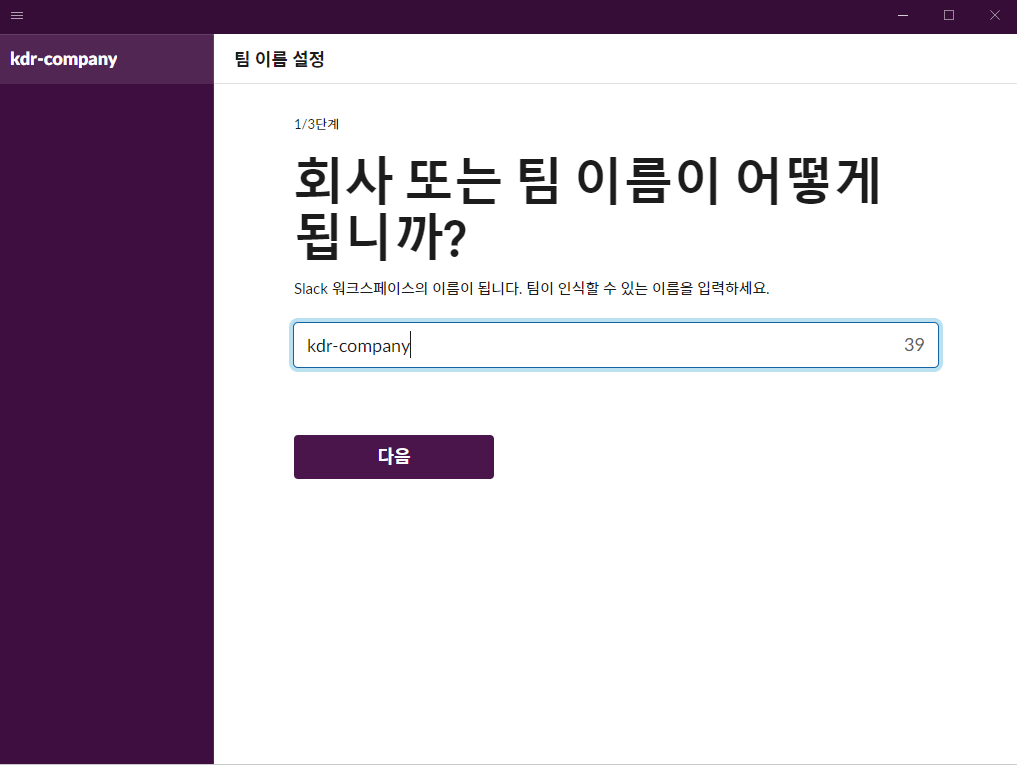 kdr-company
팀 이름 설정
1/3단계
회사 또는 팀 이름이 어떻게
됩니까?
Slack 워크스페이스의 이름이 됩니다. 팀이 인식할 수 있는 이름을 입력하세요.
kdr-company 39
다음